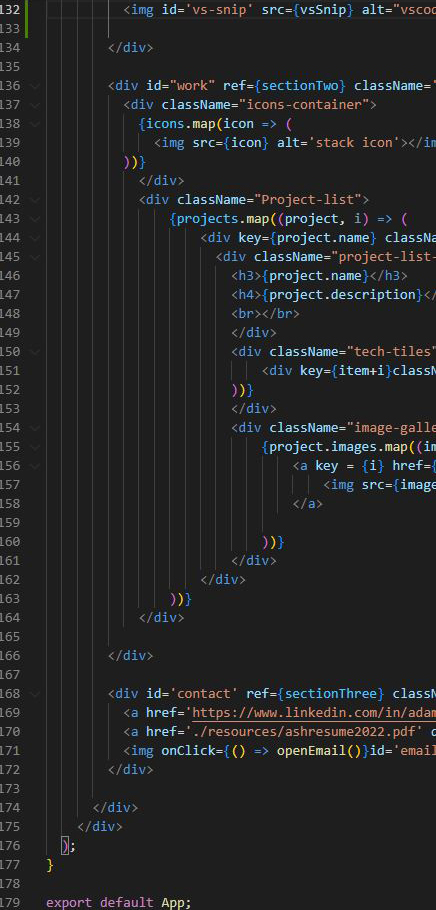 132 <img id='vs-snip' src={vsSnip} alt="vscod
133
134 </div>
135
136 <div id="work" ref={sectionTwo} className="
137 <div className="icons-container">
138 {icons.map(icon => (
139 <img src={icon} alt='stack icon'></im
140 ))}
141 </div>
142 <div className="Project-list">
143 {projects.map((project, i) => (
144 <div key={project.name} classNa
145 <div className="project-list-
146 <h3>{project.name}</h3>
147 <h4>{project.description}</
148 <br></br>
149 </div>
150 <div className="tech-tiles"
151 <div key={item+i}classN
152 ))}
153 </div>
154 <div className="image-galle
155 {project.images.map((im
156 <a key = {i} href={
157 <img src={image
158 </a>
159
160 ))}
161 </div>
162 </div>
163 ))}
164 </div>
165
166 </div>
167
168 <div id='contact' ref={sectionThree} classN
169 <a href='https://www.linkedin.com/in/adam
170 <a href='./resources/ashresume2022.pdf' d
171 <img onClick={() => openEmail()}id='email
172 </div>
173
174 </div>
175 </div>
176 );
177 }
178
179 export default App;